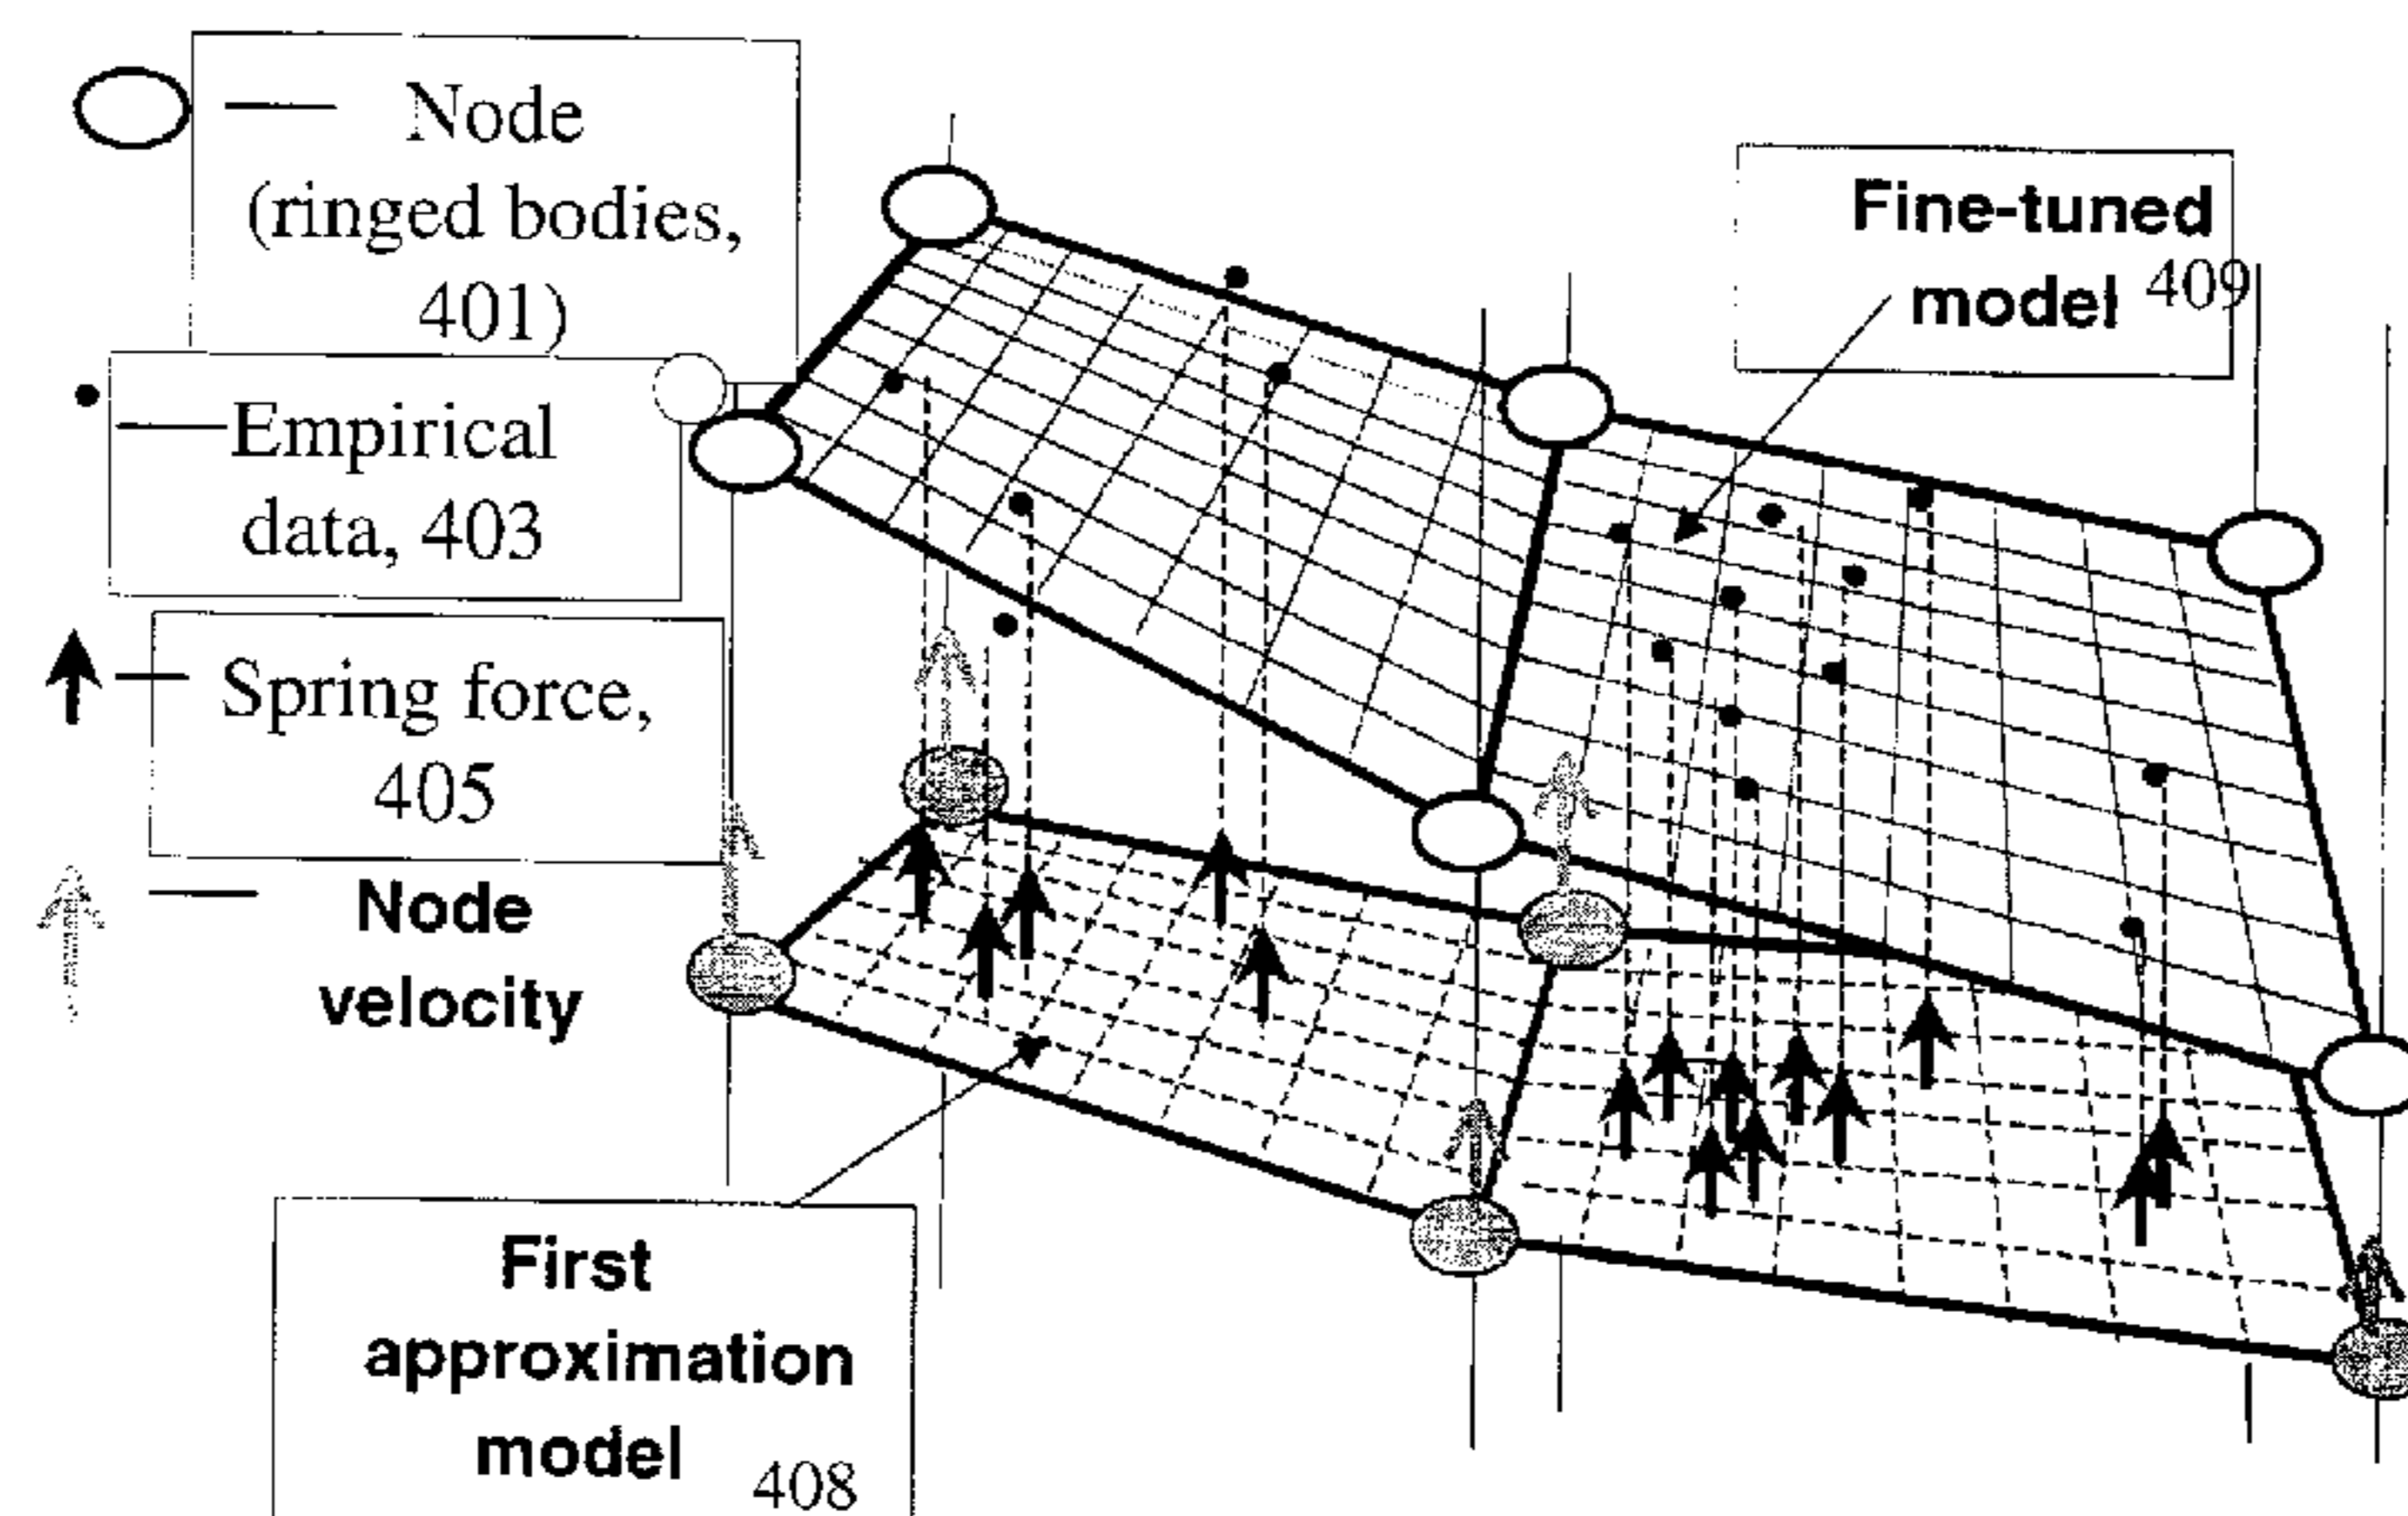 Node
(ringed bodies,
401)
Empirical
data, 403
Spring force,
405
Node
velocity
First
approximation
model 408
Fine-tuned
model 409